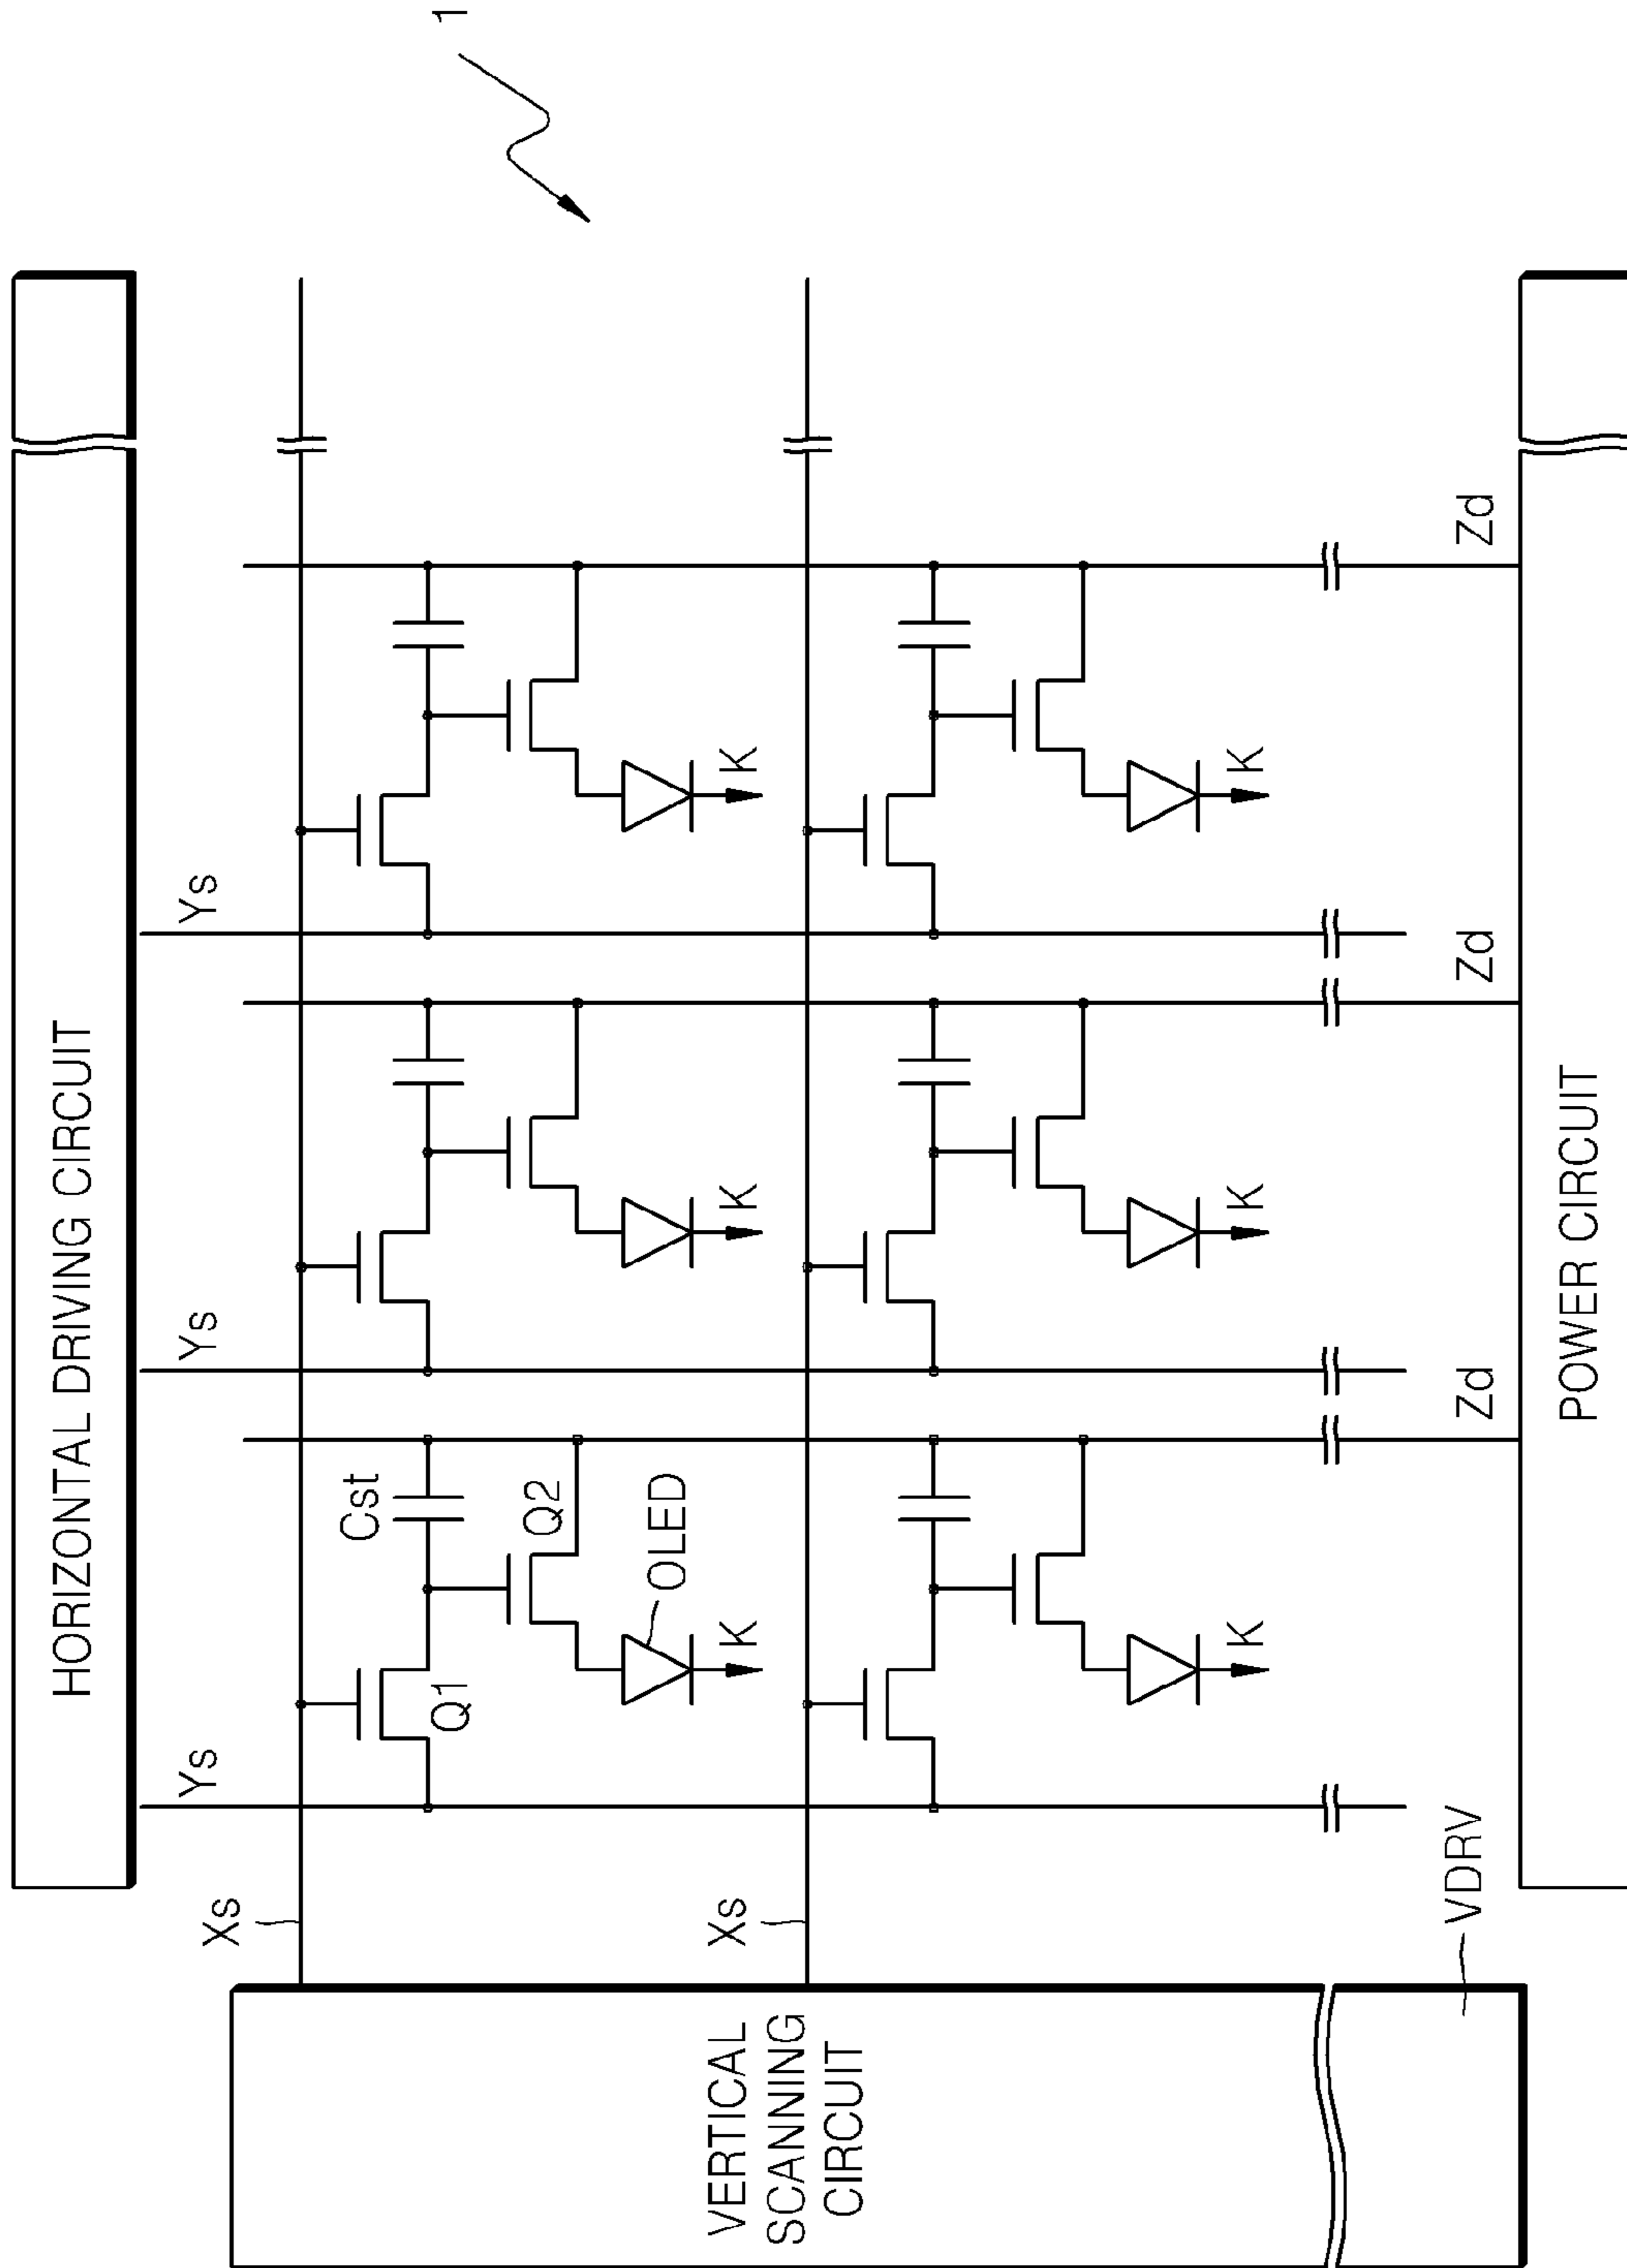 HORIZONTAL DRIVING CIRCUIT
Xs
Ys
Ys
Ys
Cst
Q1
1
Q2
OLED
K
K
K
VERTICAL
SCANNING
CIRCUIT
Xs
K
K
K
VDRV
Zd
Zd
Zd
POWER CIRCUIT